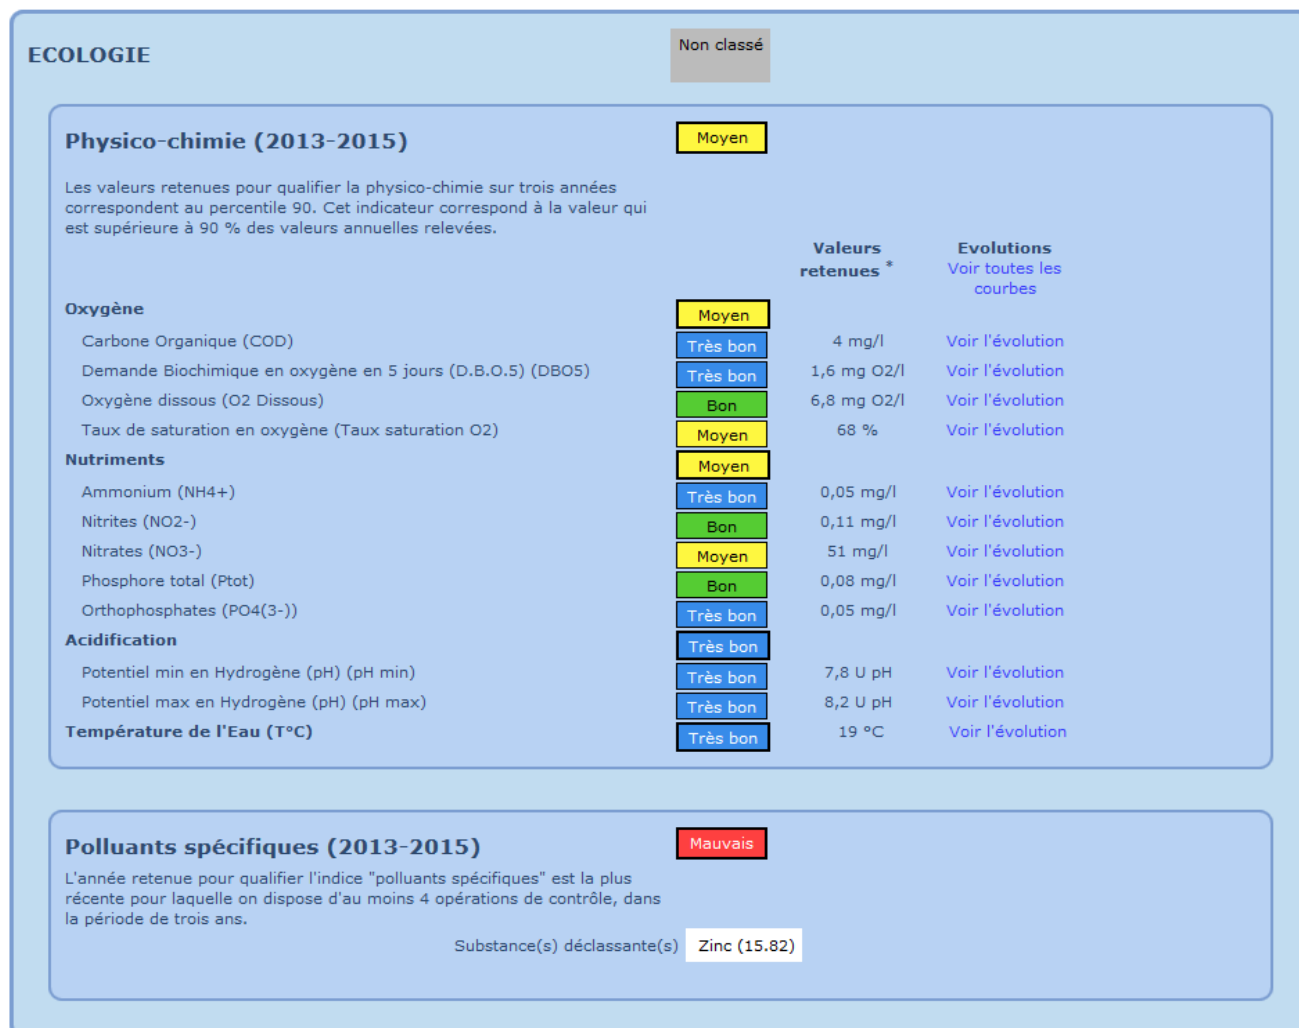 ECOLOGIE Non classé
Physico-chimie (2013-2015) Moyen
Les valeurs retenues pour qualifier la physico-chimie sur trois années
correspondent au percentile 90. Cet indicateur correspond à la valeur qui
est supérieure à 90 % des valeurs annuelles relevées.
Valeurs retenues * Evolutions
Voir toutes les
courbes
Oxygène Moyen
Carbone Organique (COD) Très bon 4 mg/l Voir l'évolution
Demande Biochimique en oxygène en 5 jours (D.B.O.5) (DBO5) Très bon 1,6 mg O2/l Voir l'évolution
Oxygène dissous (O2 Dissous) Bon 6,8 mg O2/l Voir l'évolution
Taux de saturation en oxygène (Taux saturation O2) Moyen 68 % Voir l'évolution
Nutriments Moyen
Ammonium (NH4+) Très bon 0,05 mg/l Voir l'évolution
Nitrites (NO2-) Bon 0,11 mg/l Voir l'évolution
Nitrates (NO3-) Moyen 51 mg/l Voir l'évolution
Phosphore total (Ptot) Bon 0,08 mg/l Voir l'évolution
Orthophosphates (PO4(3-)) Très bon 0,05 mg/l Voir l'évolution
Acidification Très bon
Potentiel min en Hydrogène (pH) (pH min) Très bon 7,8 U pH Voir l'évolution
Potentiel max en Hydrogène (pH) (pH max) Très bon 8,2 U pH Voir l'évolution
Température de l'Eau (T°C) Très bon 19 °C Voir l'évolution
Polluants spécifiques (2013-2015) Mauvais
L'année retenue pour qualifier l'indice "polluants spécifiques" est la plus
récente pour laquelle on dispose d'au moins 4 opérations de contrôle, dans
la période de trois ans.
Substance(s) déclassante(s) Zinc (15.82)